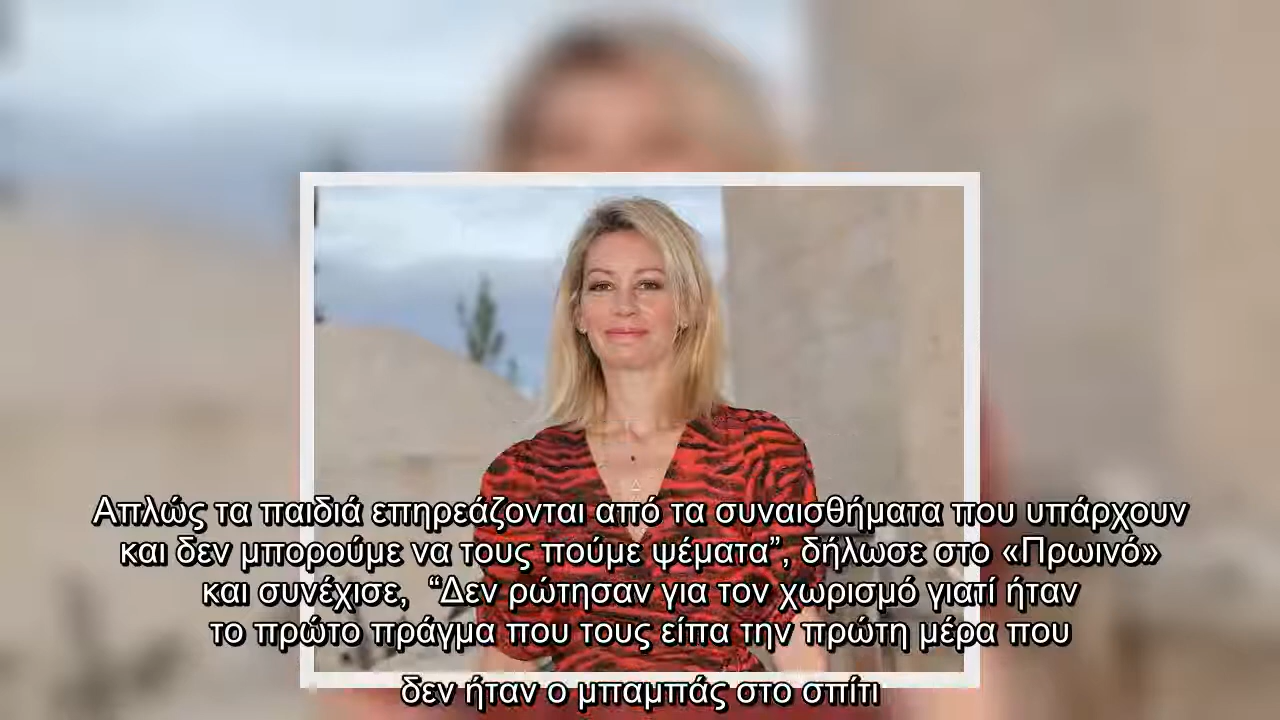 Απλώς τα παιδιά επηρεάζονται από τα συναισθήματα που υπάρχουν
και δεν μπορούμε να τους πούμε ψέματα”, δήλωσε στο «Πρωινό»
και συνέχισε, “Δεν ρώτησαν για τον χωρισμό γιατί ήταν
το πρώτο πράγμα που τους είπα την πρώτη μέρα που
δεν ήταν ο μπαμπάς στο σπίτι